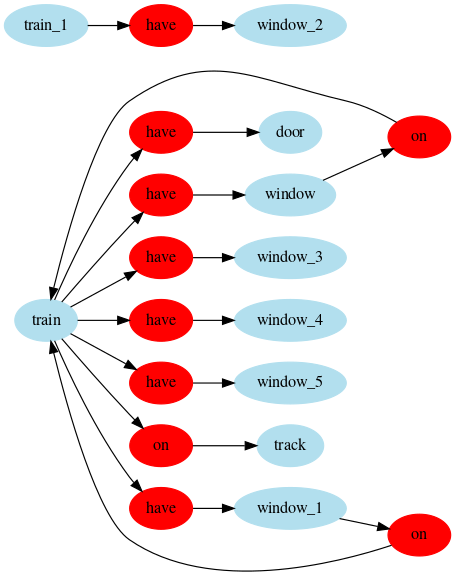 train_1 have window_2
have door on
have window
have window_3
train have window_4
have window_5
on track
have window_1
on